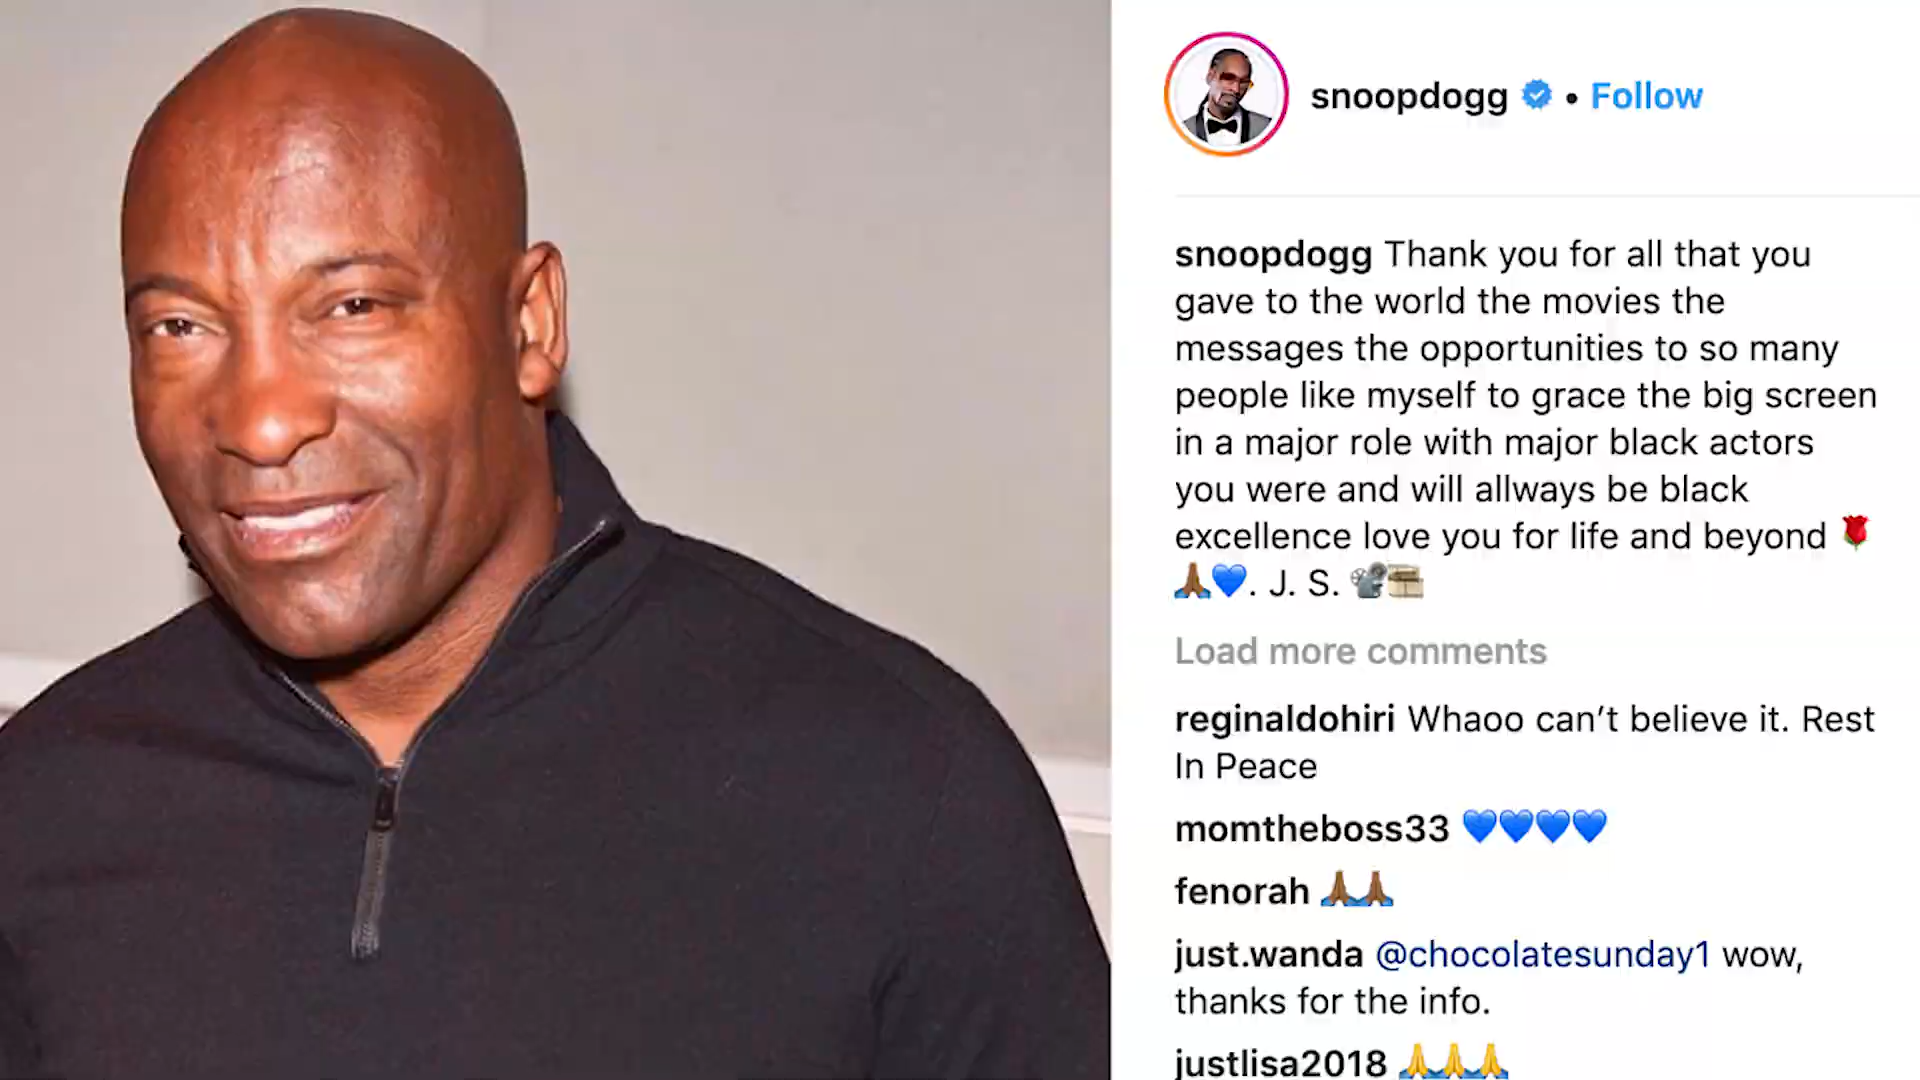 snoopdogg • Follow
snoopdogg Thank you for all that you
gave to the world the movies the
messages the opportunities to so many
people like myself to grace the big screen
in a major role with major black actors
you were and will allways be black
excellence love you for life and beyond 🌹
🙏🏾💙. J. S. 📽🎞
Load more comments
reginaldohiri Whaoo can’t believe it. Rest
In Peace
momtheboss33 💙💙💙💙
fenorah 🙏🏾🙏🏾
just.wanda @chocolatesunday1 wow,
thanks for the info.
justlisa2018 🙏🙏🙏